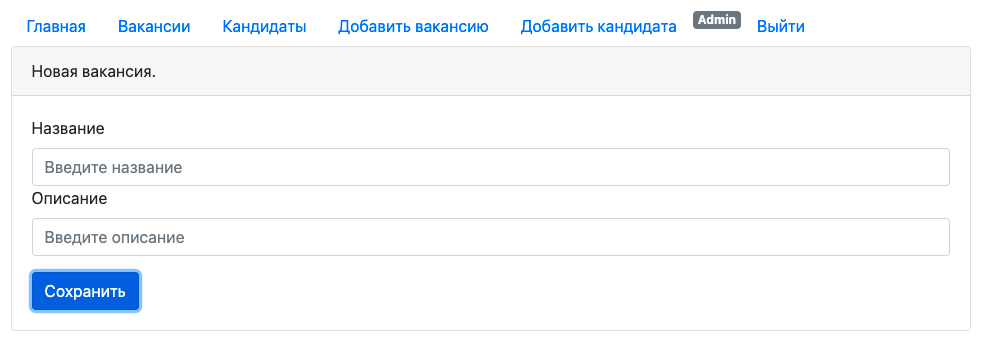 Главная Вакансии Кандидаты Добавить вакансию Добавить кандидата Admin Выйти
Новая вакансия.
Название
Введите название
Описание
Введите описание
Сохранить